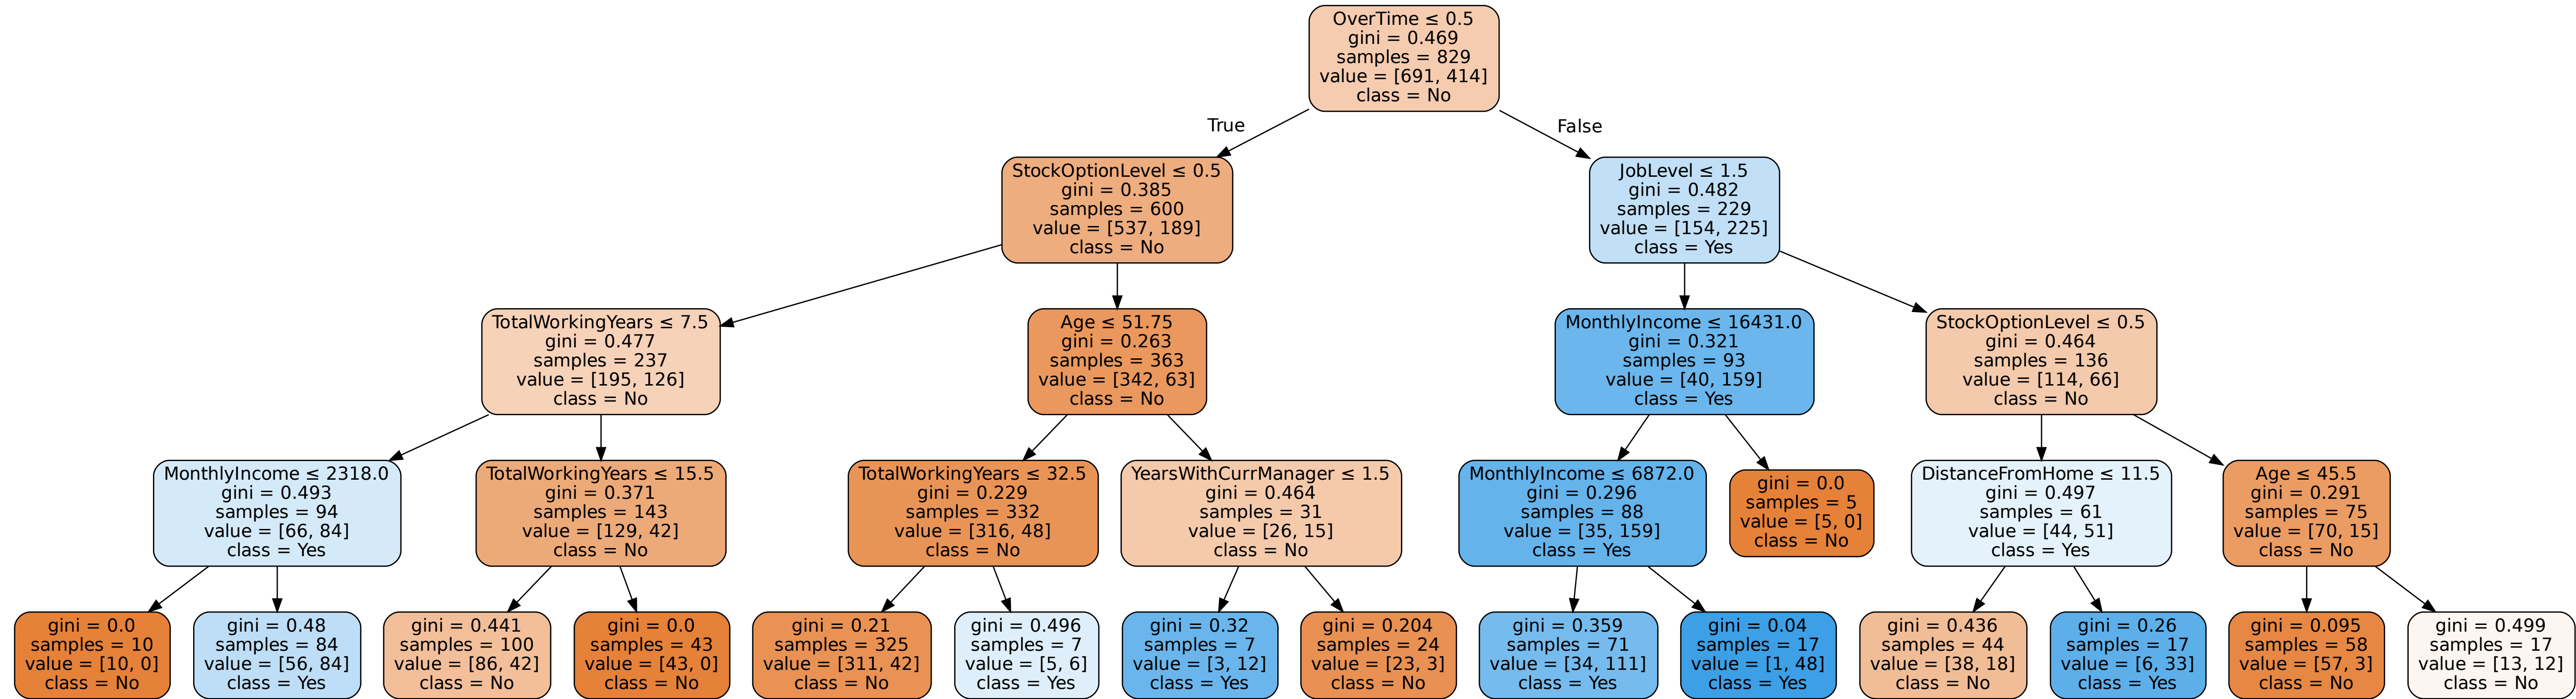 OverTime ≤ 0.5
gini = 0.469
samples = 829
value = [691, 414]
class = No
True
False
StockOptionLevel ≤ 0.5
gini = 0.385
samples = 600
value = [537, 189]
class = No
JobLevel ≤ 1.5
gini = 0.482
samples = 229
value = [154, 225]
class = Yes
TotalWorkingYears ≤ 7.5
gini = 0.477
samples = 237
value = [195, 126]
class = No
Age ≤ 51.75
gini = 0.263
samples = 363
value = [342, 63]
class = No
MonthlyIncome ≤ 16431.0
gini = 0.321
samples = 93
value = [40, 159]
class = Yes
StockOptionLevel ≤ 0.5
gini = 0.464
samples = 136
value = [114, 66]
class = No
MonthlyIncome ≤ 2318.0
gini = 0.493
samples = 94
value = [66, 84]
class = Yes
TotalWorkingYears ≤ 15.5
gini = 0.371
samples = 143
value = [129, 42]
class = No
TotalWorkingYears ≤ 32.5
gini = 0.229
samples = 332
value = [316, 48]
class = No
YearsWithCurrManager ≤ 1.5
gini = 0.464
samples = 31
value = [26, 15]
class = No
MonthlyIncome ≤ 6872.0
gini = 0.296
samples = 88
value = [35, 159]
class = Yes
gini = 0.0
samples = 5
value = [5, 0]
class = No
DistanceFromHome ≤ 11.5
gini = 0.497
samples = 61
value = [44, 51]
class = Yes
Age ≤ 45.5
gini = 0.291
samples = 75
value = [70, 15]
class = No
gini = 0.0
samples = 10
value = [10, 0]
class = No
gini = 0.48
samples = 84
value = [56, 84]
class = Yes
gini = 0.441
samples = 100
value = [86, 42]
class = No
gini = 0.0
samples = 43
value = [43, 0]
class = No
gini = 0.21
samples = 325
value = [311, 42]
class = No
gini = 0.496
samples = 7
value = [5, 6]
class = Yes
gini = 0.32
samples = 7
value = [3, 12]
class = Yes
gini = 0.204
samples = 24
value = [23, 3]
class = No
gini = 0.359
samples = 71
value = [34, 111]
class = Yes
gini = 0.04
samples = 17
value = [1, 48]
class = Yes
gini = 0.436
samples = 44
value = [38, 18]
class = No
gini = 0.26
samples = 17
value = [6, 33]
class = Yes
gini = 0.095
samples = 58
value = [57, 3]
class = No
gini = 0.499
samples = 17
value = [13, 12]
class = No